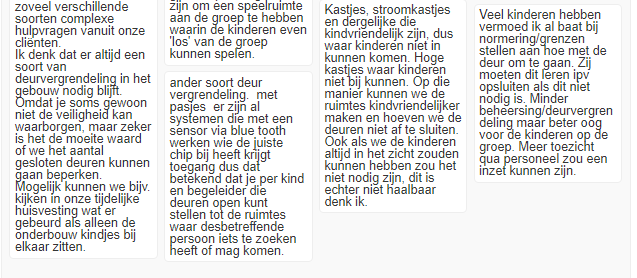 zoveel verschillende
soorten complexe
hulpvragen vanuit onze
cliënten.
Ik denk dat er altijd een
soort van
deurvergrendeling in het
gebouw nodig blijft.
Omdat je soms gewoon
niet de veiligheid kan
waarborgen, maar zeker
is het de moeite waard
of we het aantal
gesloten deuren kunnen
gaan beperken.
Mogelijk kunnen we bijv.
kijken in onze tijdelijke
huisvesting wat er
gebeurd als alleen de
onderbouw kindjes bij
elkaar zitten.
zijn om een speelruimte
aan de groep te hebben
waarin de kinderen even
'los' van de groep
kunnen spelen.
ander soort deur
vergrendeling. met
pasjes er zijn al
systemen die met een
sensor via blue tooth
werken wie de juiste
chip bij heeft krijgt
toegang dus dat
betekend dat je per kind
en begeleider die
deuren open kunt
stellen tot de ruimtes
waar desbetreffende
persoon iets te zoeken
heeft of mag komen.
Kastjes, stroomkastjes
en dergelijke die
kindvriendelijk zijn, dus
waar kinderen niet in
kunnen komen. Hoge
kastjes waar kinderen
niet bij kunnen. Op die
manier kunnen we de
ruimtes kindvriendelijker
maken en hoeven we de
deuren niet af te sluiten.
Ook als we de kinderen
altijd in het zicht zouden
kunnen hebben zou het
niet nodig zijn, dit is
echter niet haalbaar
denk ik.
Veel kinderen hebben
vermoed ik al baat bij
normering/grenzen
stellen aan hoe met de
deur om te gaan. Zij
moeten dit leren ipv
opsluiten als dit niet
nodig is. Minder
beheersing/deurvergren
deling maar beter oog
voor de kinderen op de
groep. Meer toezicht
qua personeel zou een
inzet kunnen zijn.